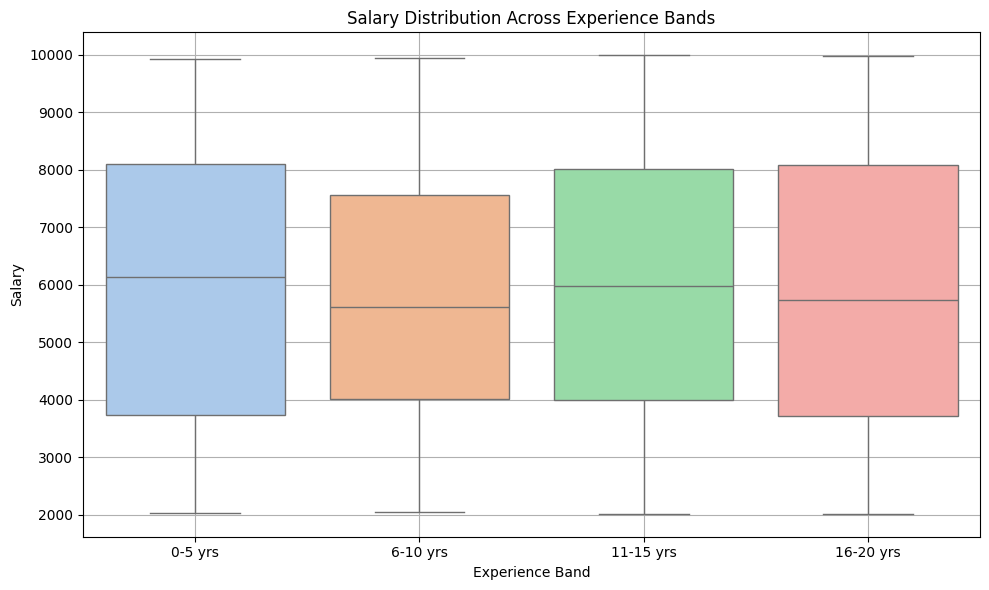 Salary Distribution Across Experience Bands
10000
9000
8000
7000
6000
5000
4000
3000
2000
Salary
0-5 yrs
6-10 yrs
11-15 yrs
16-20 yrs
Experience Band